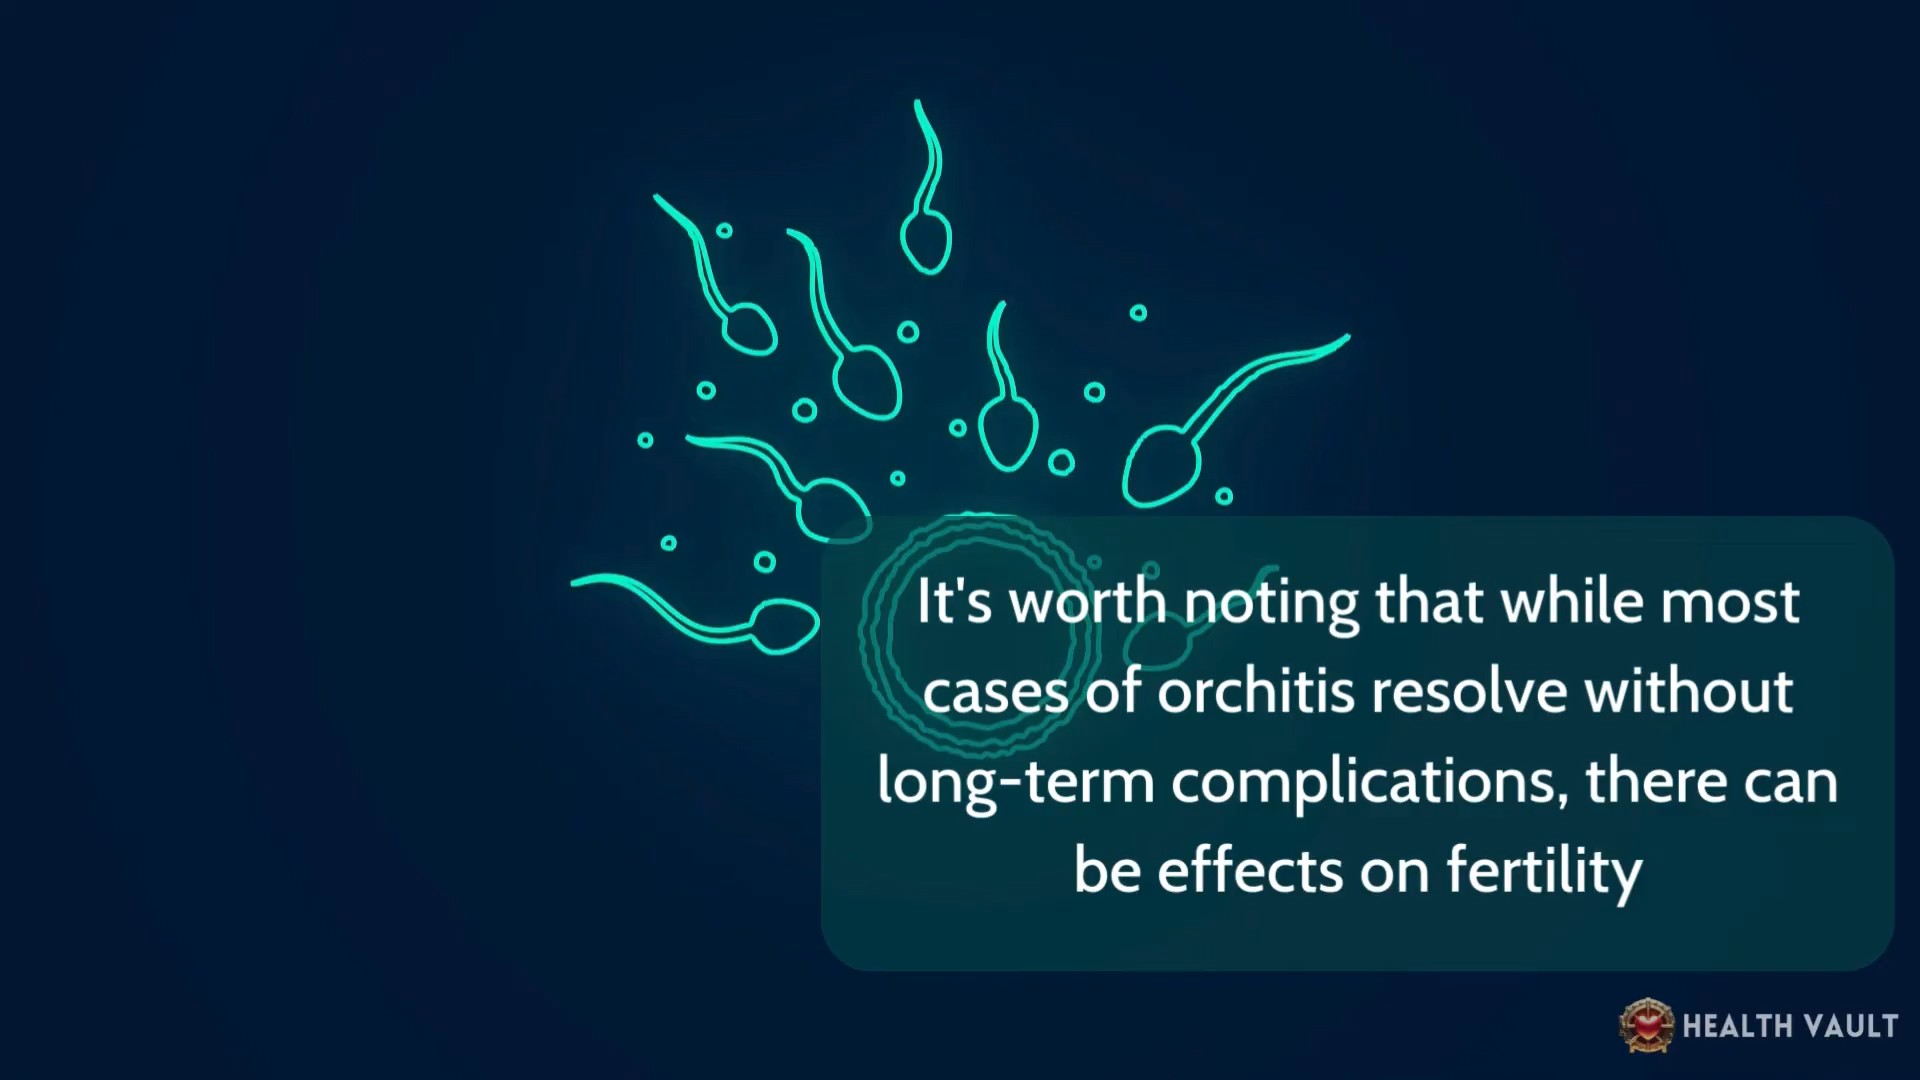 It's worth noting that while most
cases of orchitis resolve without
long-term complications, there can
be effects on fertility
HEALTH VAULT